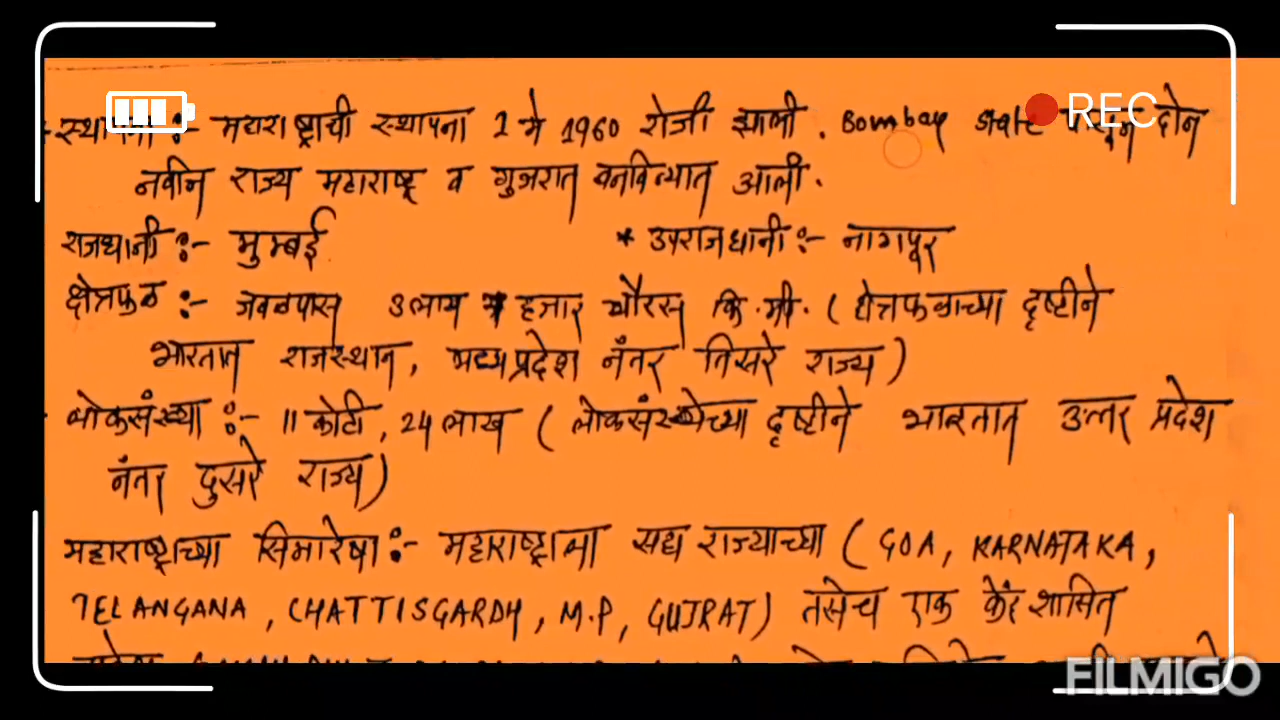 स्थापना :- महाराष्ट्राची स्थापना 1 मे 1960 रोजी झाली. Bombay state दोन
REC
नवीन राज्य महाराष्ट्र व गुजरात बनविण्यात आली.
राजधानी :- मुम्बई * उपराजधानी :- नागपूर
क्षेत्रफळ :- जवळपास 3 लाख हजार चौरस कि.मी. (क्षेत्रफळाच्या दृष्टीने
भारतात राजस्थान, मध्यप्रदेश नंतर तिसरे राज्य)
लोकसंख्या :- 11 कोटी, 24 लाख (लोकसंख्येच्या दृष्टीने भारतात उत्तर प्रदेश
नंतर दुसरे राज्य)
महाराष्ट्राच्या सिमारेषा :- महाराष्ट्राला सहा राज्याच्या (GOA, KARNATAKA,
TELANGANA, CHATTISGARDH, M.P, GUJRAT) तसेच एक केंद्रशासित
FILMIGO